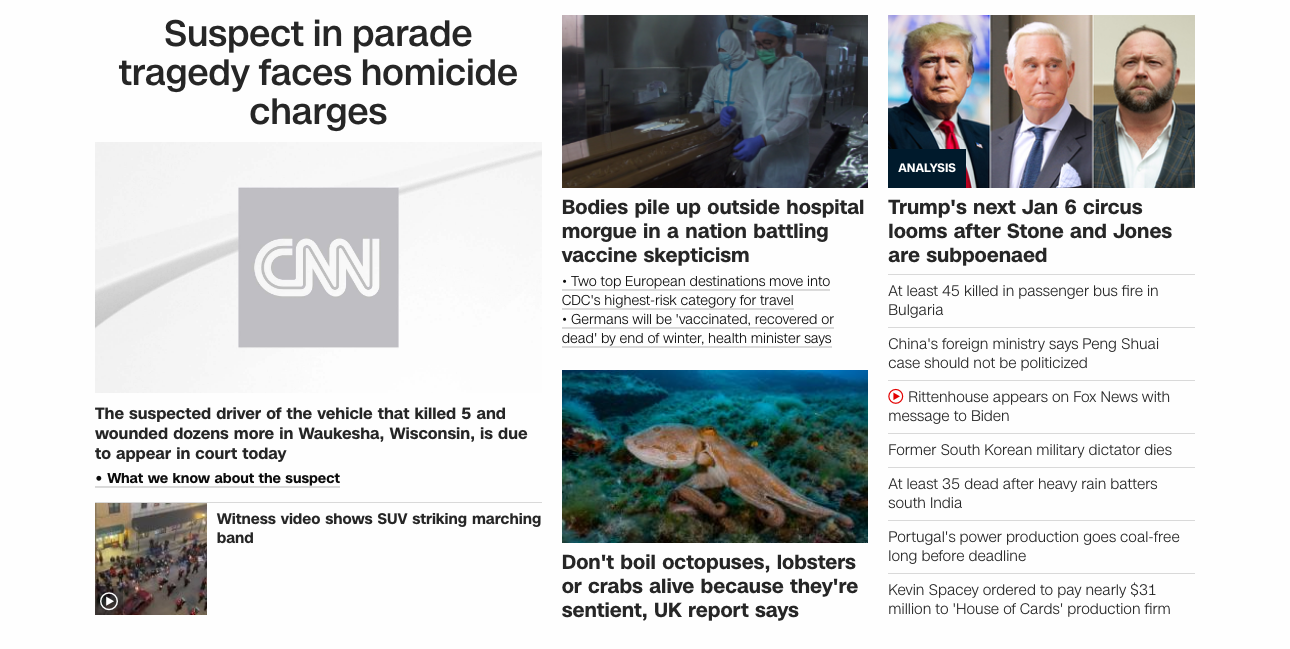 Suspect in parade
tragedy faces homicide
charges
CNN
The suspected driver of the vehicle that killed 5 and
wounded dozens more in Waukesha, Wisconsin, is due
to appear in court today
• What we know about the suspect
Witness video shows SUV striking marching
band
Bodies pile up outside hospital
morgue in a nation battling
vaccine skepticism
• Two top European destinations move into
CDC's highest-risk category for travel
• Germans will be 'vaccinated, recovered or
dead' by end of winter, health minister says
Don't boil octopuses, lobsters
or crabs alive because they're
sentient, UK report says
ANALYSIS
Trump's next Jan 6 circus
looms after Stone and Jones
are subpoenaed
At least 45 killed in passenger bus fire in
Bulgaria
China's foreign ministry says Peng Shuai
case should not be politicized
Rittenhouse appears on Fox News with
message to Biden
Former South Korean military dictator dies
At least 35 dead after heavy rain batters
south India
Portugal's power production goes coal-free
long before deadline
Kevin Spacey ordered to pay nearly $31
million to 'House of Cards' production firm